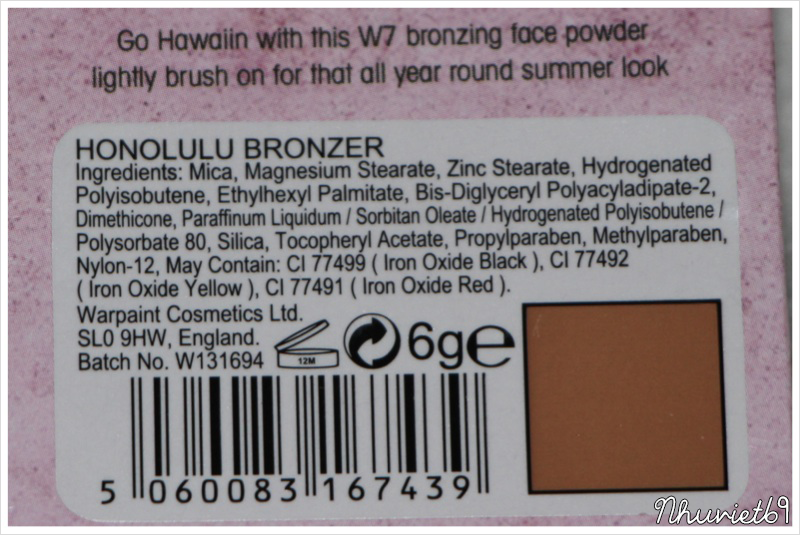 Go Hawaiin with this W7 bronzing face powder
lightly brush on for that all year round summer look
HONOLULU BRONZER
Ingredients: Mica, Magnesium Stearate, Zinc Stearate, Hydrogenated
Polyisobutene, Ethylhexyl Palmitate, Bis-Diglyceryl Polyacyladipate-2,
Dimethicone, Paraffinum Liquidum / Sorbitan Oleate / Hydrogenated Polyisobutene /
Polysorbate 80, Silica, Tocopheryl Acetate, Propylparaben, Methylparaben,
Nylon-12, May Contain: CI 77499 ( Iron Oxide Black ), CI 77492
( Iron Oxide Yellow ), CI 77491 ( Iron Oxide Red ).
Warpaint Cosmetics Ltd.
SL0 9HW, England.
Batch No. W131694
12M
6g℮
5 060083 167439
Nhuviet69